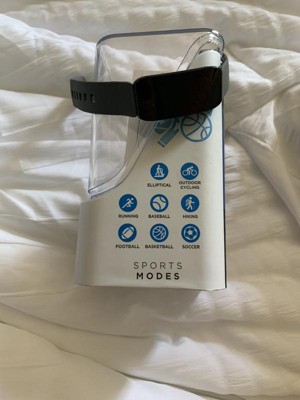 ELLIPTICAL
OUTDOOR
CYCLING
RUNNING
BASEBALL
HIKING
FOOTBALL
BASKETBALL
SOCCER
SPORTS
MODES